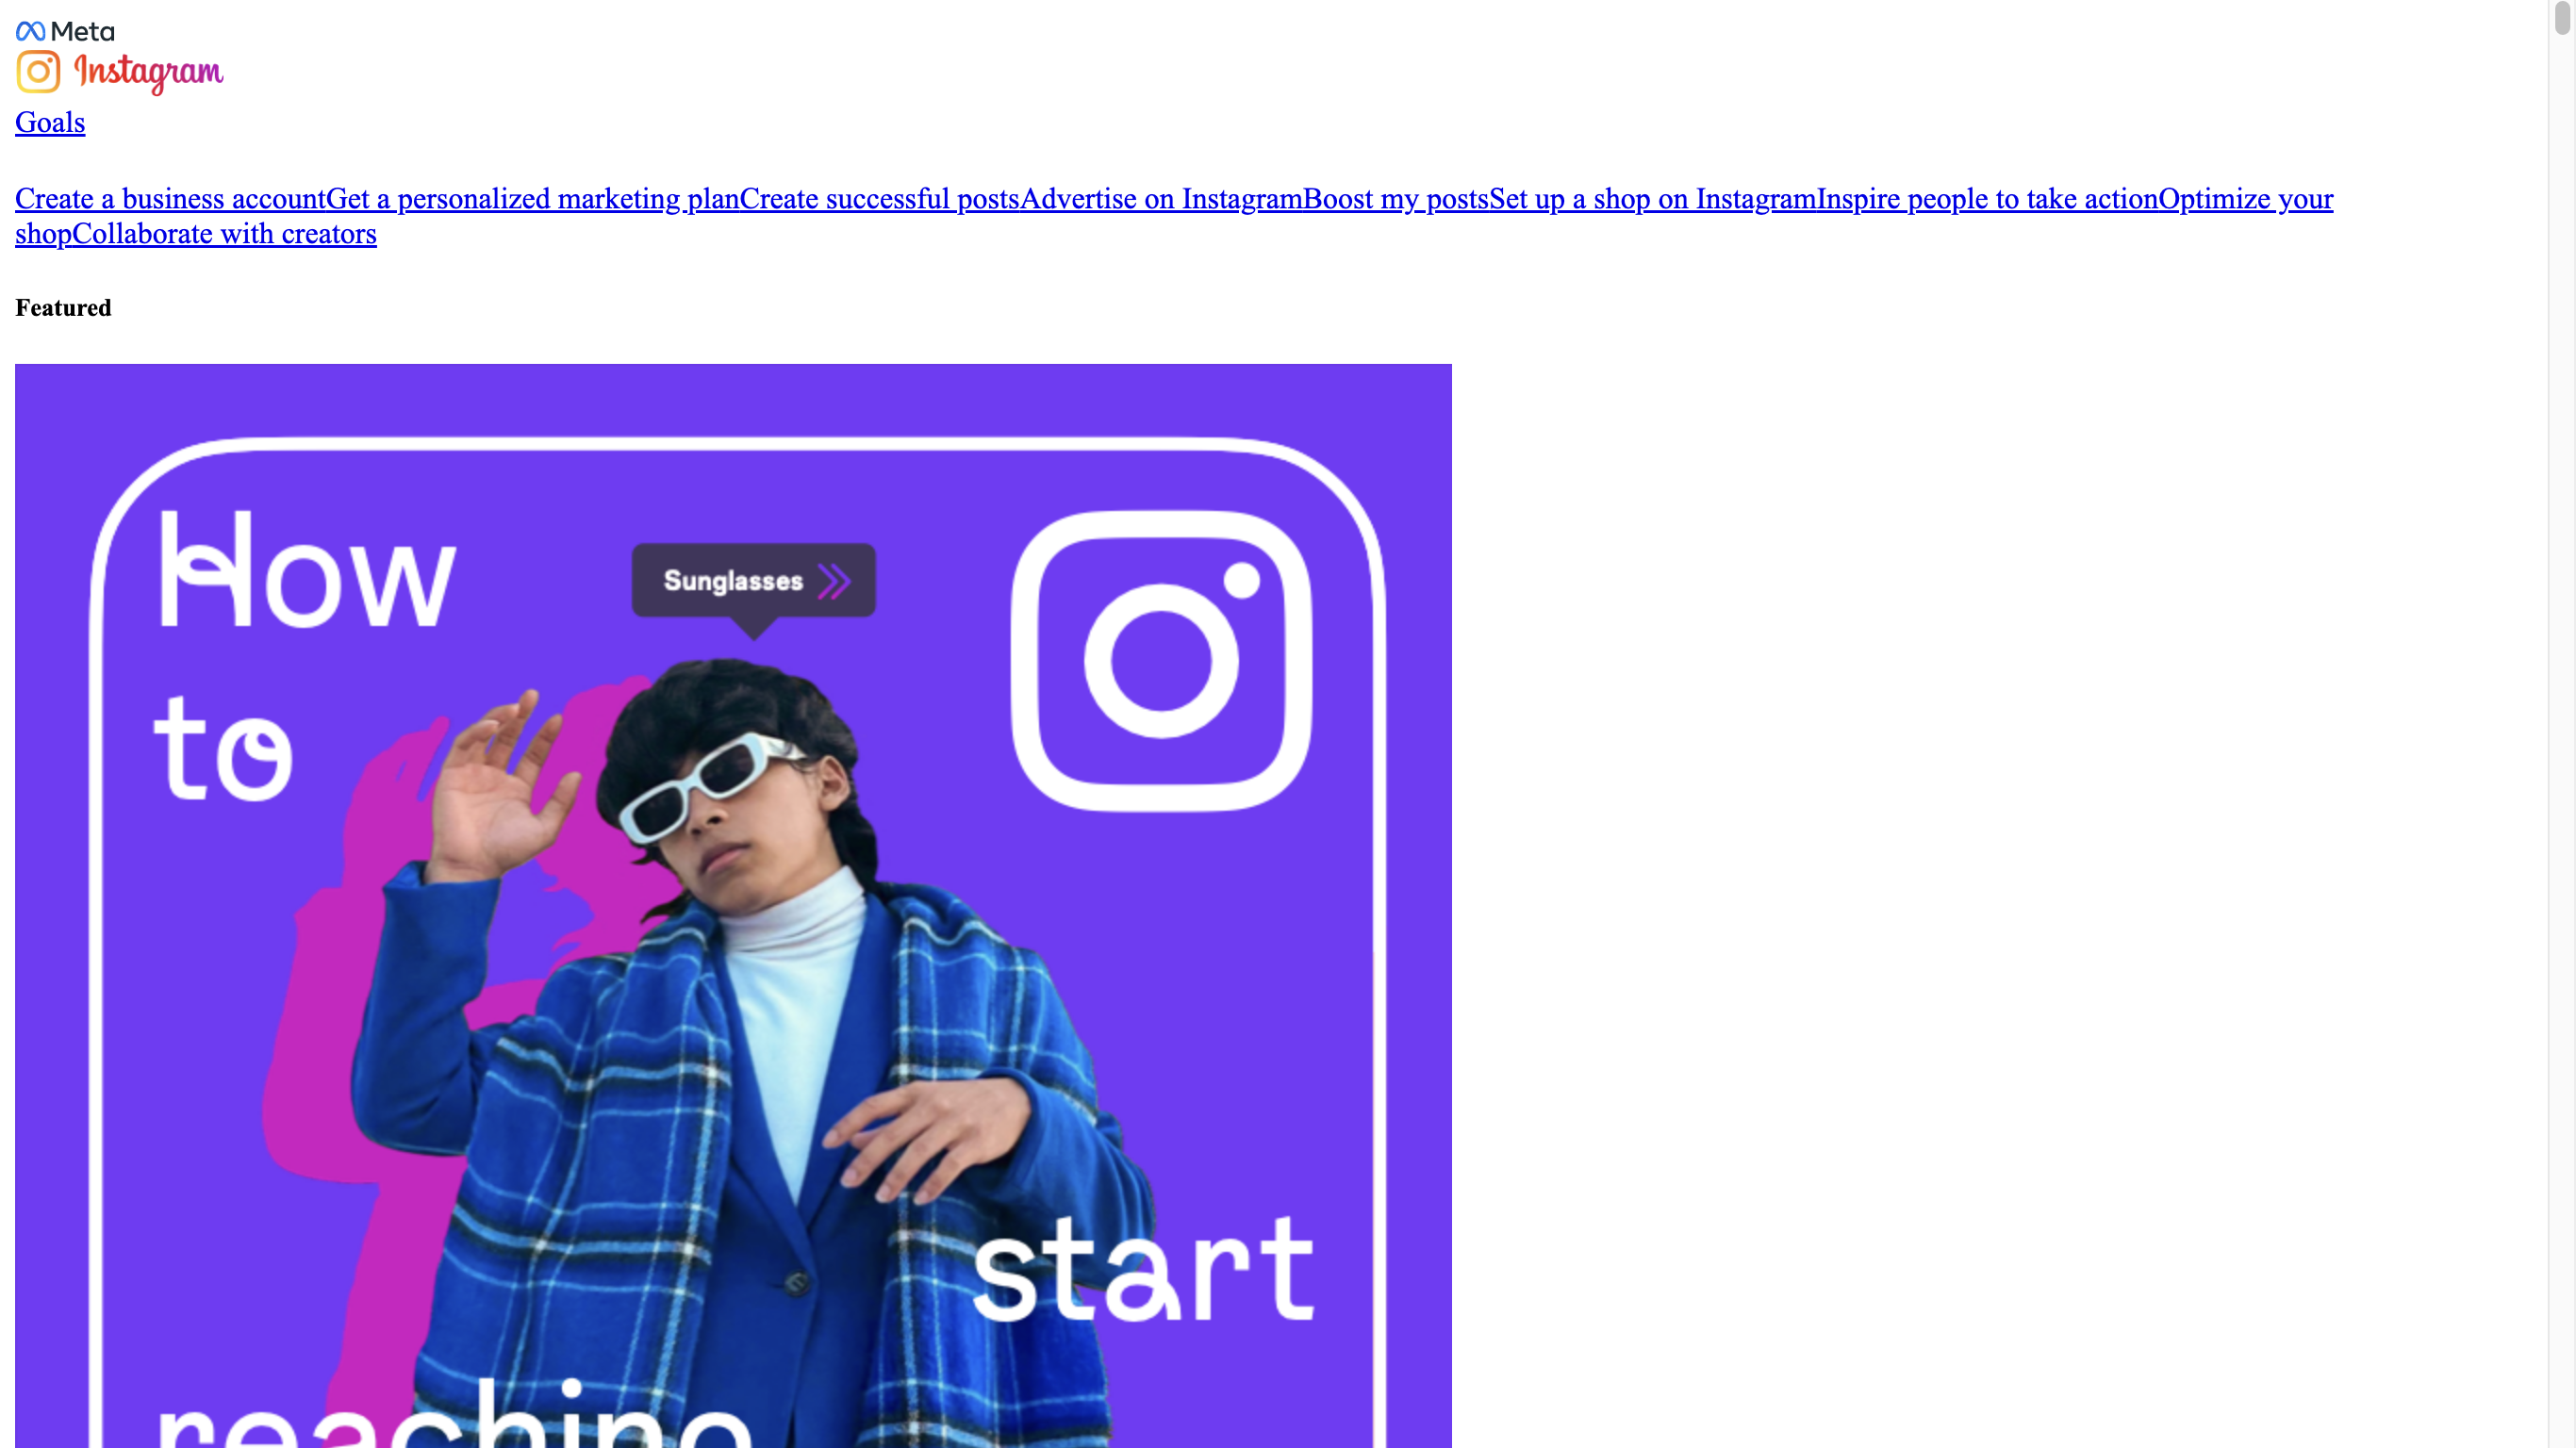 Meta
Instagram
Goals
Create a business accountGet a personalized marketing planCreate successful postsAdvertise on InstagramBoost my postsSet up a shop on InstagramInspire people to take actionOptimize your
shopCollaborate with creators
Featured
How
Sunglasses
to
start
reaching